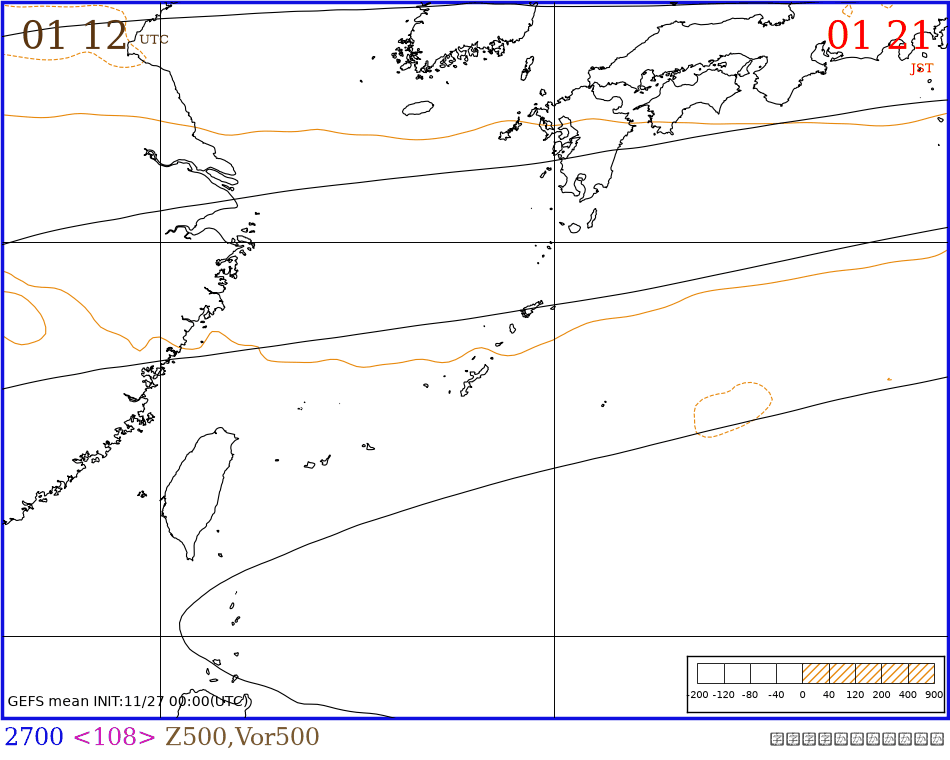 01 12 UTC
01 21
JST
-200 -120 -80 -40 0 40 120 200 400 900
GEFS mean INIT:11/27 00:00(UTC)
2700 <108> Z500,Vor500